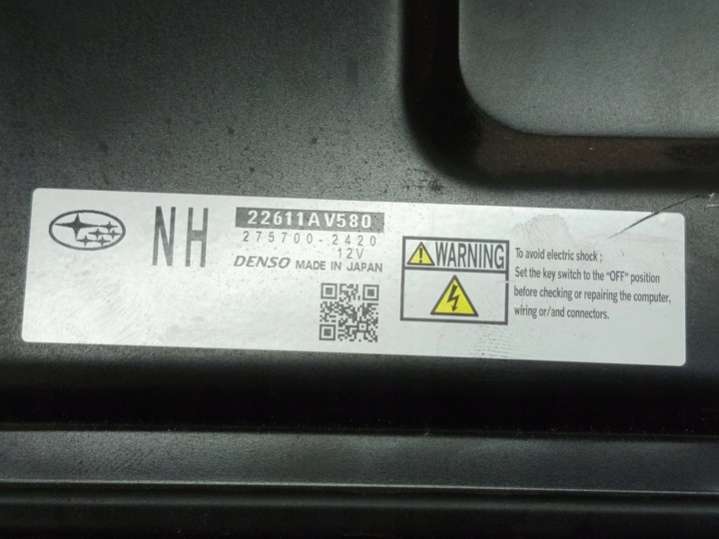 NH
22611AV580
275700-2420
12V
DENSO MADE IN JAPAN
WARNING
To avoid electric shock ;
Set the key switch to the "OFF" position
before checking or repairing the computer,
wiring or/and connectors.